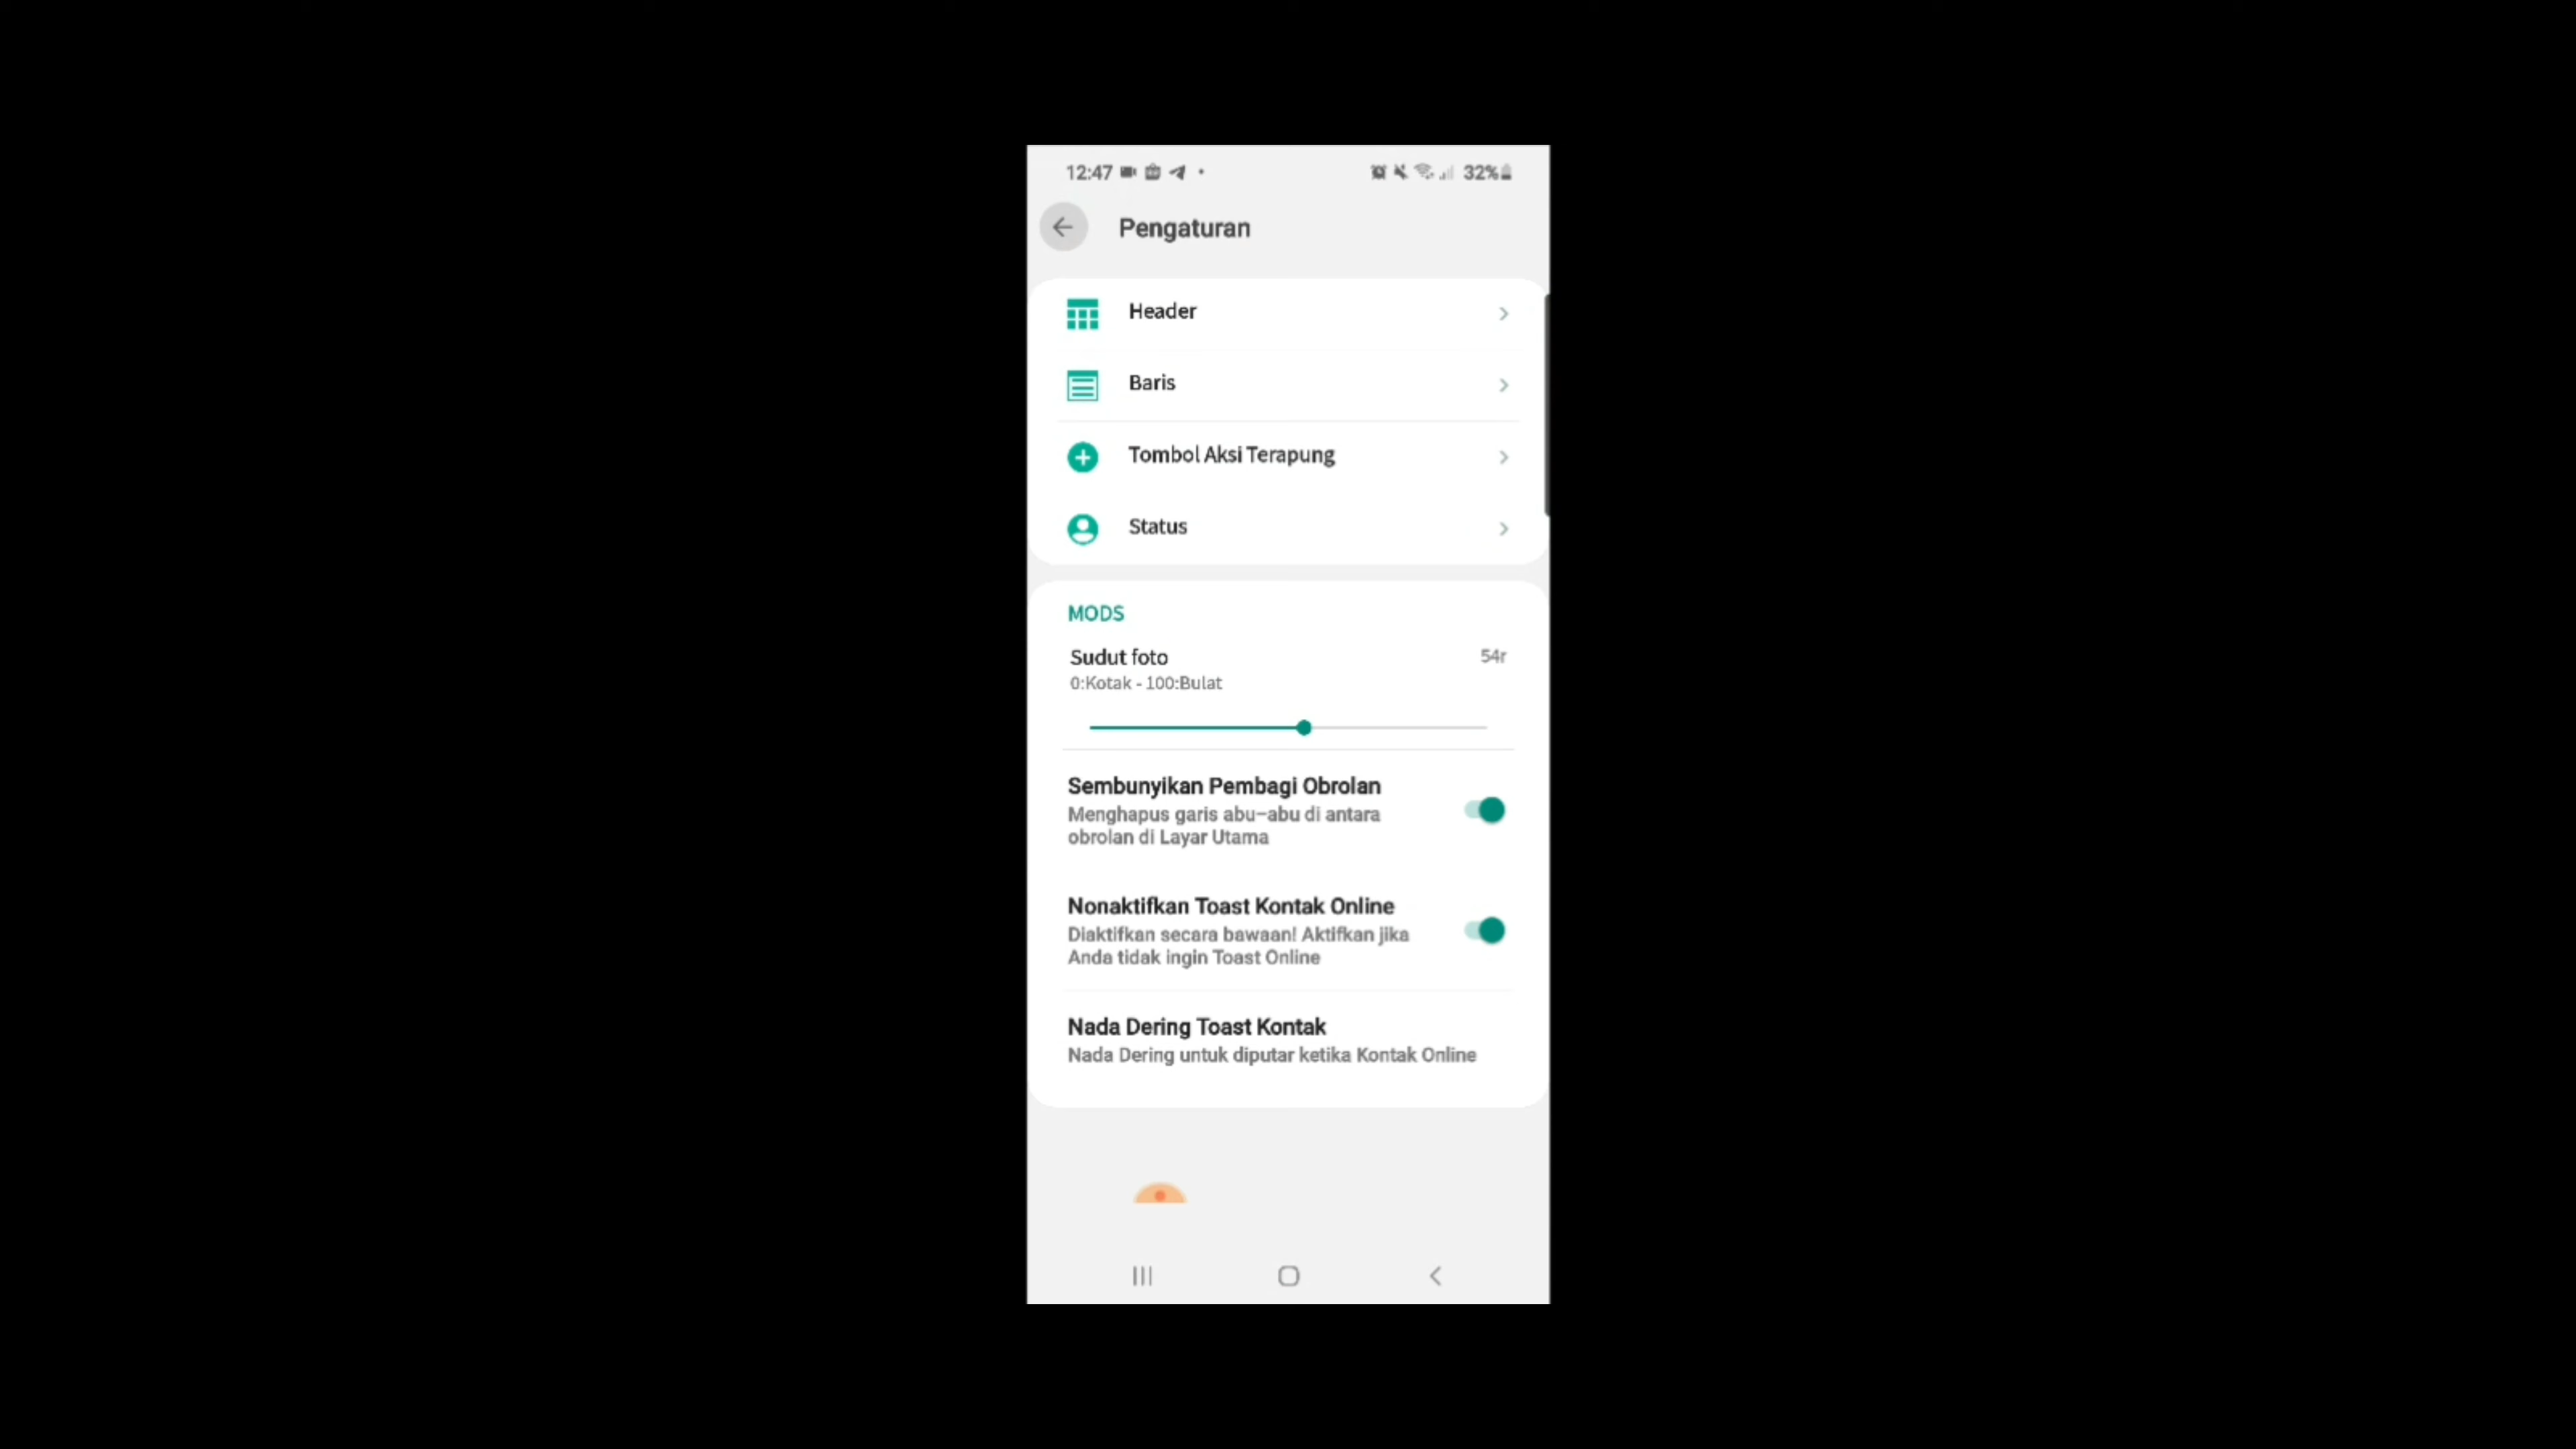 12:47
32%
Pengaturan
Header
Baris
Tombol Aksi Terapung
Status
MODS
Sudut foto
54r
0:Kotak - 100:Bulat
Sembunyikan Pembagi Obrolan
Menghapus garis abu-abu di antara
obrolan di Layar Utama
Nonaktifkan Toast Kontak Online
Diaktifkan secara bawaan! Aktifkan jika
Anda tidak ingin Toast Online
Nada Dering Toast Kontak
Nada Dering untuk diputar ketika Kontak Online